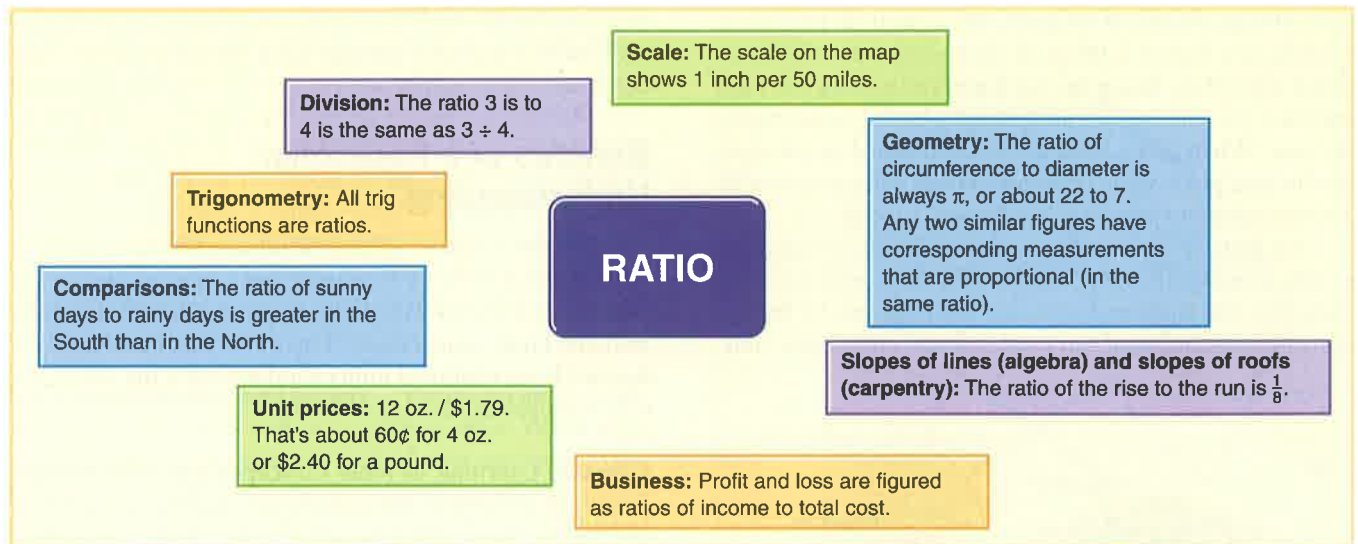 Scale: The scale on the map
shows 1 inch per 50 miles.
Division: The ratio 3 is to
4 is the same as 3 ÷ 4.
Geometry: The ratio of
circumference to diameter is
always π, or about 22 to 7.
Any two similar figures have
corresponding measurements
that are proportional (in the
same ratio).
Trigonometry: All trig
functions are ratios.
RATIO
Comparisons: The ratio of sunny
days to rainy days is greater in the
South than in the North.
Slopes of lines (algebra) and slopes of roofs
(carpentry): The ratio of the rise to the run is 1/8.
Unit prices: 12 oz. / $1.79.
That's about 60¢ for 4 oz.
or $2.40 for a pound.
Business: Profit and loss are figured
as ratios of income to total cost.